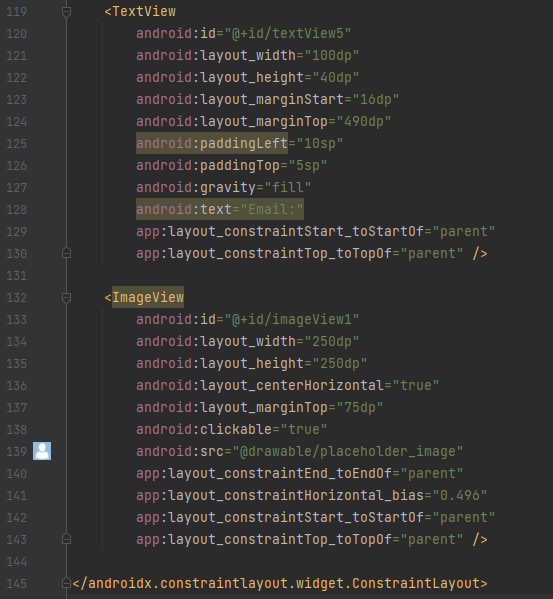 119 <TextView
120 android:id="@+id/textView5"
121 android:layout_width="100dp"
122 android:layout_height="40dp"
123 android:layout_marginStart="16dp"
124 android:layout_marginTop="490dp"
125 android:paddingLeft="10sp"
126 android:paddingTop="5sp"
127 android:gravity="fill"
128 android:text="Email:"
129 app:layout_constraintStart_toStartOf="parent"
130 app:layout_constraintTop_toTopOf="parent" />
131
132 <ImageView
133 android:id="@+id/imageView1"
134 android:layout_width="250dp"
135 android:layout_height="250dp"
136 android:layout_centerHorizontal="true"
137 android:layout_marginTop="75dp"
138 android:clickable="true"
139 android:src="@drawable/placeholder_image"
140 app:layout_constraintEnd_toEndOf="parent"
141 app:layout_constraintHorizontal_bias="0.496"
142 app:layout_constraintStart_toStartOf="parent"
143 app:layout_constraintTop_toTopOf="parent" />
144
145 </androidx.constraintlayout.widget.ConstraintLayout>